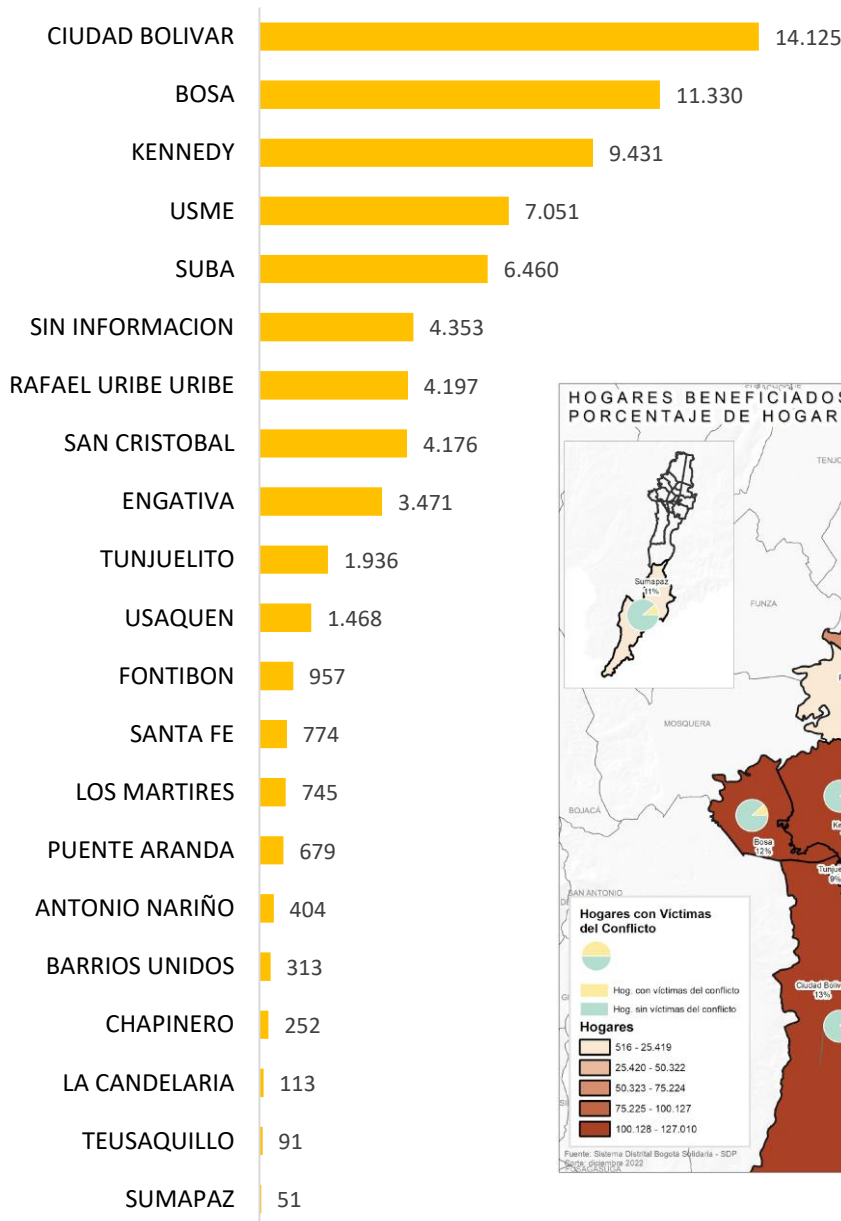 CIUDAD BOLIVAR 14.125
BOSA 11.330
KENNEDY 9.431
USME 7.051
SUBA 6.460
SIN INFORMACION 4.353
RAFAEL URIBE URIBE 4.197
SAN CRISTOBAL 4.176
ENGATIVA 3.471
TUNJUELITO 1.936
USAQUEN 1.468
FONTIBON 957
SANTA FE 774
LOS MARTIRES 745
PUENTE ARANDA 679
ANTONIO NARIÑO 404
BARRIOS UNIDOS 313
CHAPINERO 252
LA CANDELARIA 113
TEUSAQUILLO 91
SUMAPAZ 51
HOGARES BENEFICIADOS
PORCENTAJE DE HOGAR
TENJO
Sumapaz
11%
FUNZA
MOSQUERA
BOJACÁ
Bosa
12%
Tunjue
9%
SAN ANTONIO
Ciudad Bolív
13%
Hogares con Víctimas
del Conflicto
Hog. con víctimas del conflicto
Hog. sin víctimas del conflicto
Hogares
516 - 25.419
25.420 - 50.322
50.323 - 75.224
75.225 - 100.127
100.128 - 127.010
Fuente: Sistema Distrital Bogotá Solidaria - SDP
Corte: diciembre 2022